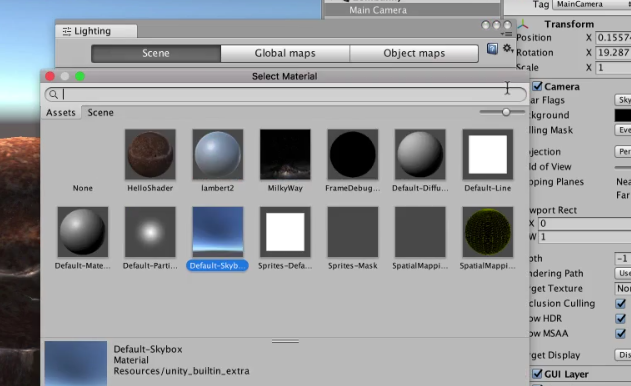 Main Camera
Tag MainCamera
Lighting
Transform
Scene Global maps Object maps
Position X 0.1557
Rotation X 19.287
Scale X 1
Select Material
Camera
Assets Scene
None HelloShader lambert2 MilkyWay FrameDebug... Default-Diffu... Default-Line
Default-Mate... Default-Parti... Default-Skyb... Sprites-Defa... Sprites-Mask SpatialMappi... SpatialMappi...
ar Flags Sky
kground
lling Mask Eve
jection Per
ld of View
pping Planes Nea
Far
wport Rect
X 0
W 1
pth -1
ndering Path Use
rget Texture Non
clusion Culling
ow HDR
ow MSAA
rget Display Dis
GUI Layer
Default-Skybox
Material
Resources/unity_builtin_extra